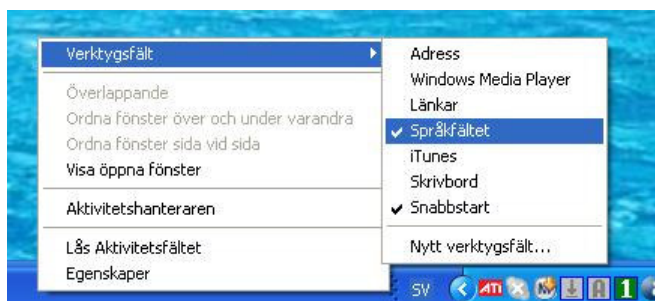 Verktygsfält
Överlappande
Ordna fönster över och under varandra
Ordna fönster sida vid sida
Visa öppna fönster
Aktivitetshanteraren
Lås Aktivitetsfältet
Egenskaper
Adress
Windows Media Player
Länkar
Språkfältet
iTunes
Skrivbord
Snabbstart
Nytt verktygsfält...
SV
ATI
A
1